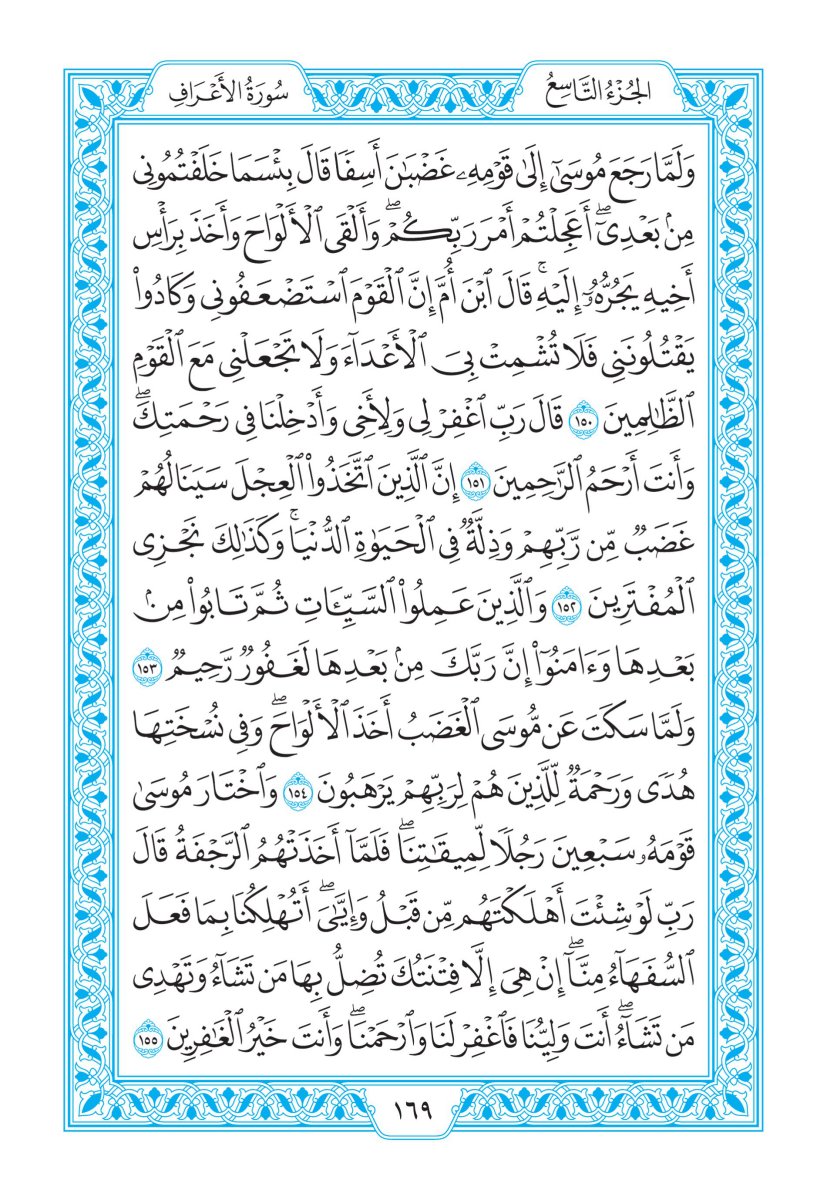 الجُزْءُ التَّاسِعُ
سُورَةُ الأَعْرَافِ
وَلَمَّا رَجَعَ مُوسَىٰٓ إِلَىٰ قَوْمِهِۦ غَضْبَٰنَ أَسِفٗا قَالَ بِئۡسَمَا خَلَفۡتُمُونِي
مِنۢ بَعۡدِيٓۖ أَعَجِلۡتُمۡ أَمۡرَ رَبِّكُمۡۖ وَأَلۡقَى ٱلۡأَلۡوَاحَ وَأَخَذَ بِرَأۡسِ
أَخِيهِ يَجُرُّهُۥٓ إِلَيۡهِۚ قَالَ ٱبۡنَ أُمَّ إِنَّ ٱلۡقَوۡمَ ٱسۡتَضۡعَفُونِي وَكَادُواْ
يَقۡتُلُونَنِي فَلَا تُشۡمِتۡ بِيَ ٱلۡأَعۡدَآءَ وَلَا تَجۡعَلۡنِي مَعَ ٱلۡقَوۡمِ
ٱلظَّٰلِمِينَ ١٥٠ قَالَ رَبِّ ٱغۡفِرۡ لِي وَلِأَخِي وَأَدۡخِلۡنَا فِي رَحۡمَتِكَۖ
وَأَنتَ أَرۡحَمُ ٱلرَّٰحِمِينَ ١٥١ إِنَّ ٱلَّذِينَ ٱتَّخَذُواْ ٱلۡعِجۡلَ سَيَنَالُهُمۡ
غَضَبٞ مِّن رَّبِّهِمۡ وَذِلَّةٞ فِي ٱلۡحَيَوٰةِ ٱلدُّنۡيَاۚ وَكَذَٰلِكَ نَجۡزِي
ٱلۡمُفۡتَرِينَ ١٥٢ وَٱلَّذِينَ عَمِلُواْ ٱلسَّيِّـَٔاتِ ثُمَّ تَابُواْ مِنۢ
بَعۡدِهَا وَءَامَنُوٓاْ إِنَّ رَبَّكَ مِنۢ بَعۡدِهَا لَغَفُورٞ رَّحِيمٞ ١٥٣
وَلَمَّا سَكَتَ عَن مُّوسَى ٱلۡغَضَبُ أَخَذَ ٱلۡأَلۡوَاحَۖ وَفِي نُسۡخَتِهَا
هُدٗى وَرَحۡمَةٞ لِّلَّذِينَ هُمۡ لِرَبِّهِمۡ يَرۡهَبُونَ ١٥٤ وَٱخۡتَارَ مُوسَىٰ
قَوۡمَهُۥ سَبۡعِينَ رَجُلٗا لِّمِيقَٰتِنَاۖ فَلَمَّآ أَخَذَتۡهُمُ ٱلرَّجۡفَةُ قَالَ
رَبِّ لَوۡ شِئۡتَ أَهۡلَكۡتَهُم مِّن قَبۡلُ وَإِيَّٰيَۖ أَتُهۡلِكُنَا بِمَا فَعَلَ
ٱلسُّفَهَآءُ مِنَّآۖ إِنۡ هِيَ إِلَّا فِتۡنَتُكَ تُضِلُّ بِهَا مَن تَشَآءُ وَتَهۡدِي
مَن تَشَآءُۖ أَنتَ وَلِيُّنَا فَٱغۡفِرۡ لَنَا وَٱرۡحَمۡنَاۖ وَأَنتَ خَيۡرُ ٱلۡغَٰفِرِينَ ١٥٥
١٦٩